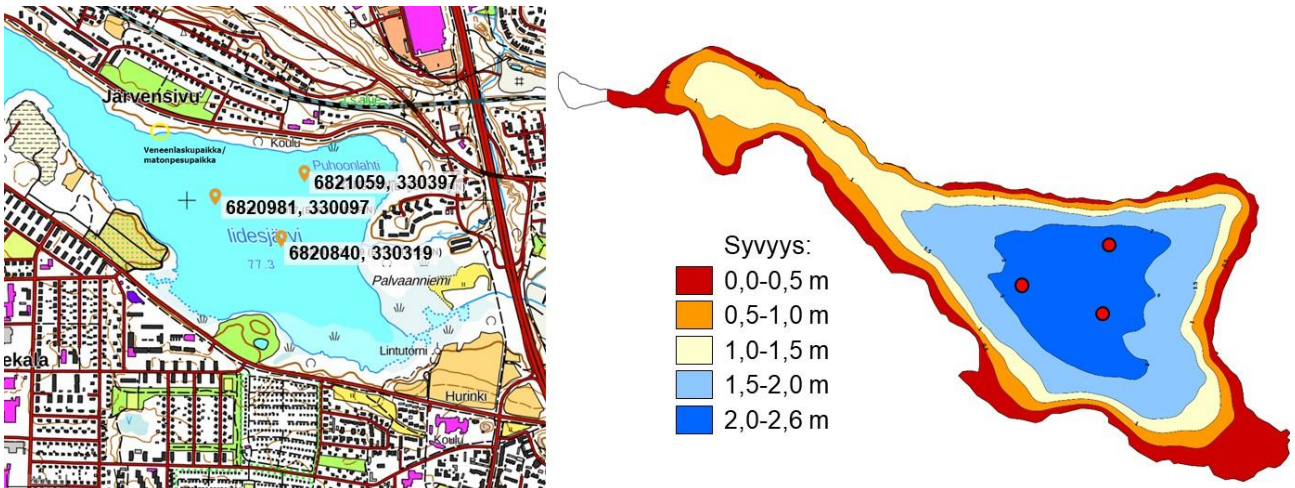 Järvensivu
Veneenlaskupaikka/
matonpesupaikka
Koulu
Puhoonlahti
6821059, 330397
6820981, 330097
Iidesjärvi
6820840, 330319
77.3
Palvaanniemi
Lintutorni
ekala
Hurinki
Koulu
Syvyys:
0,0-0,5 m
0,5-1,0 m
1,0-1,5 m
1,5-2,0 m
2,0-2,6 m